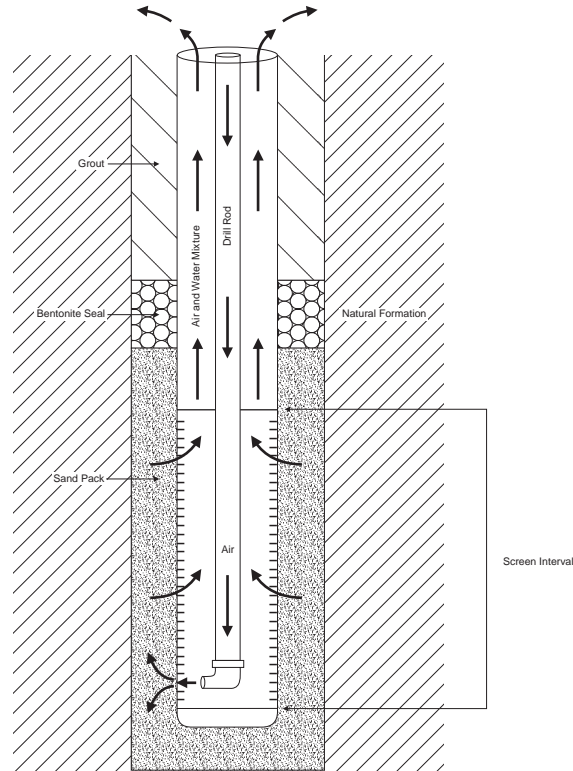 Grout
Air and Water Mixture
Drill Rod
Bentonite Seal
Natural Formation
Sand Pack
Air
Screen Interval